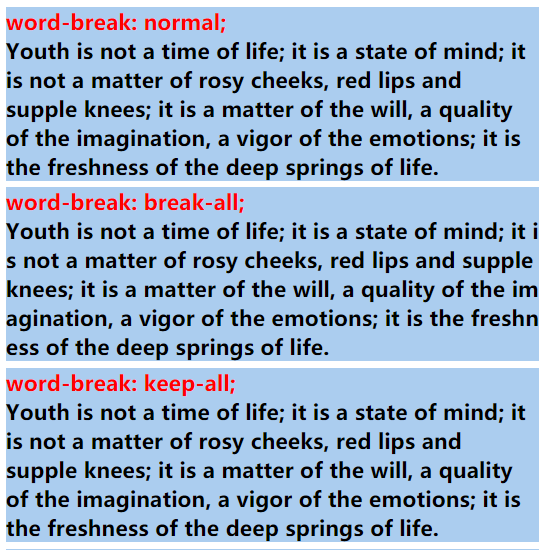 word-break: normal;
Youth is not a time of life; it is a state of mind; it
is not a matter of rosy cheeks, red lips and
supple knees; it is a matter of the will, a quality
of the imagination, a vigor of the emotions; it is
the freshness of the deep springs of life.
word-break: break-all;
Youth is not a time of life; it is a state of mind; it i
s not a matter of rosy cheeks, red lips and supple
knees; it is a matter of the will, a quality of the im
agination, a vigor of the emotions; it is the freshn
ess of the deep springs of life.
word-break: keep-all;
Youth is not a time of life; it is a state of mind; it
is not a matter of rosy cheeks, red lips and
supple knees; it is a matter of the will, a quality
of the imagination, a vigor of the emotions; it is
the freshness of the deep springs of life.